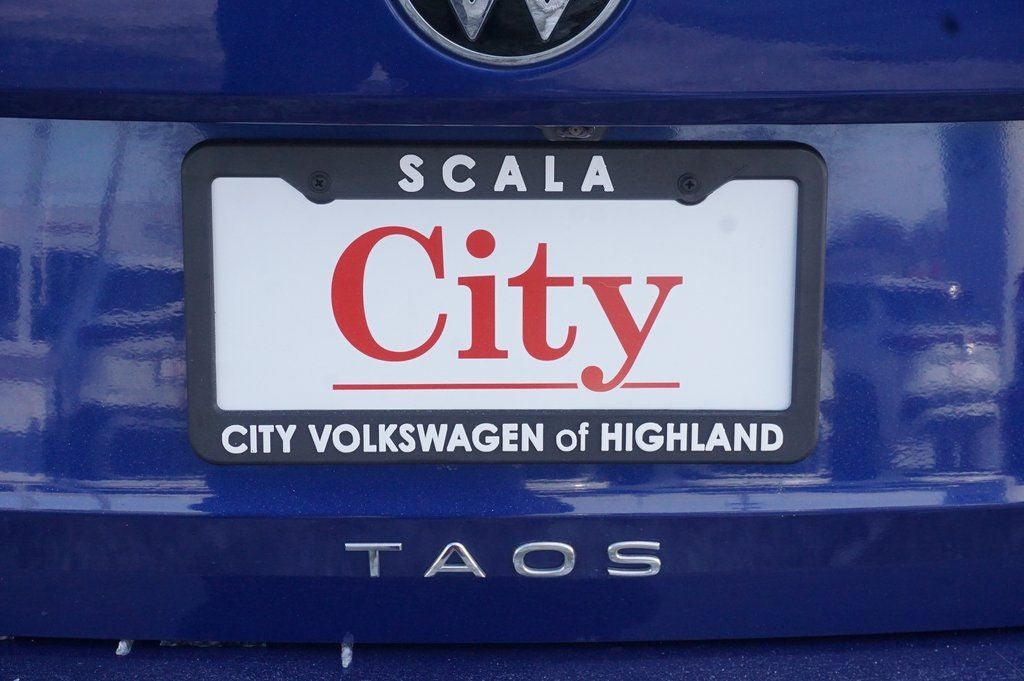 SCALA
City
CITY VOLKSWAGEN of HIGHLAND
TAOS